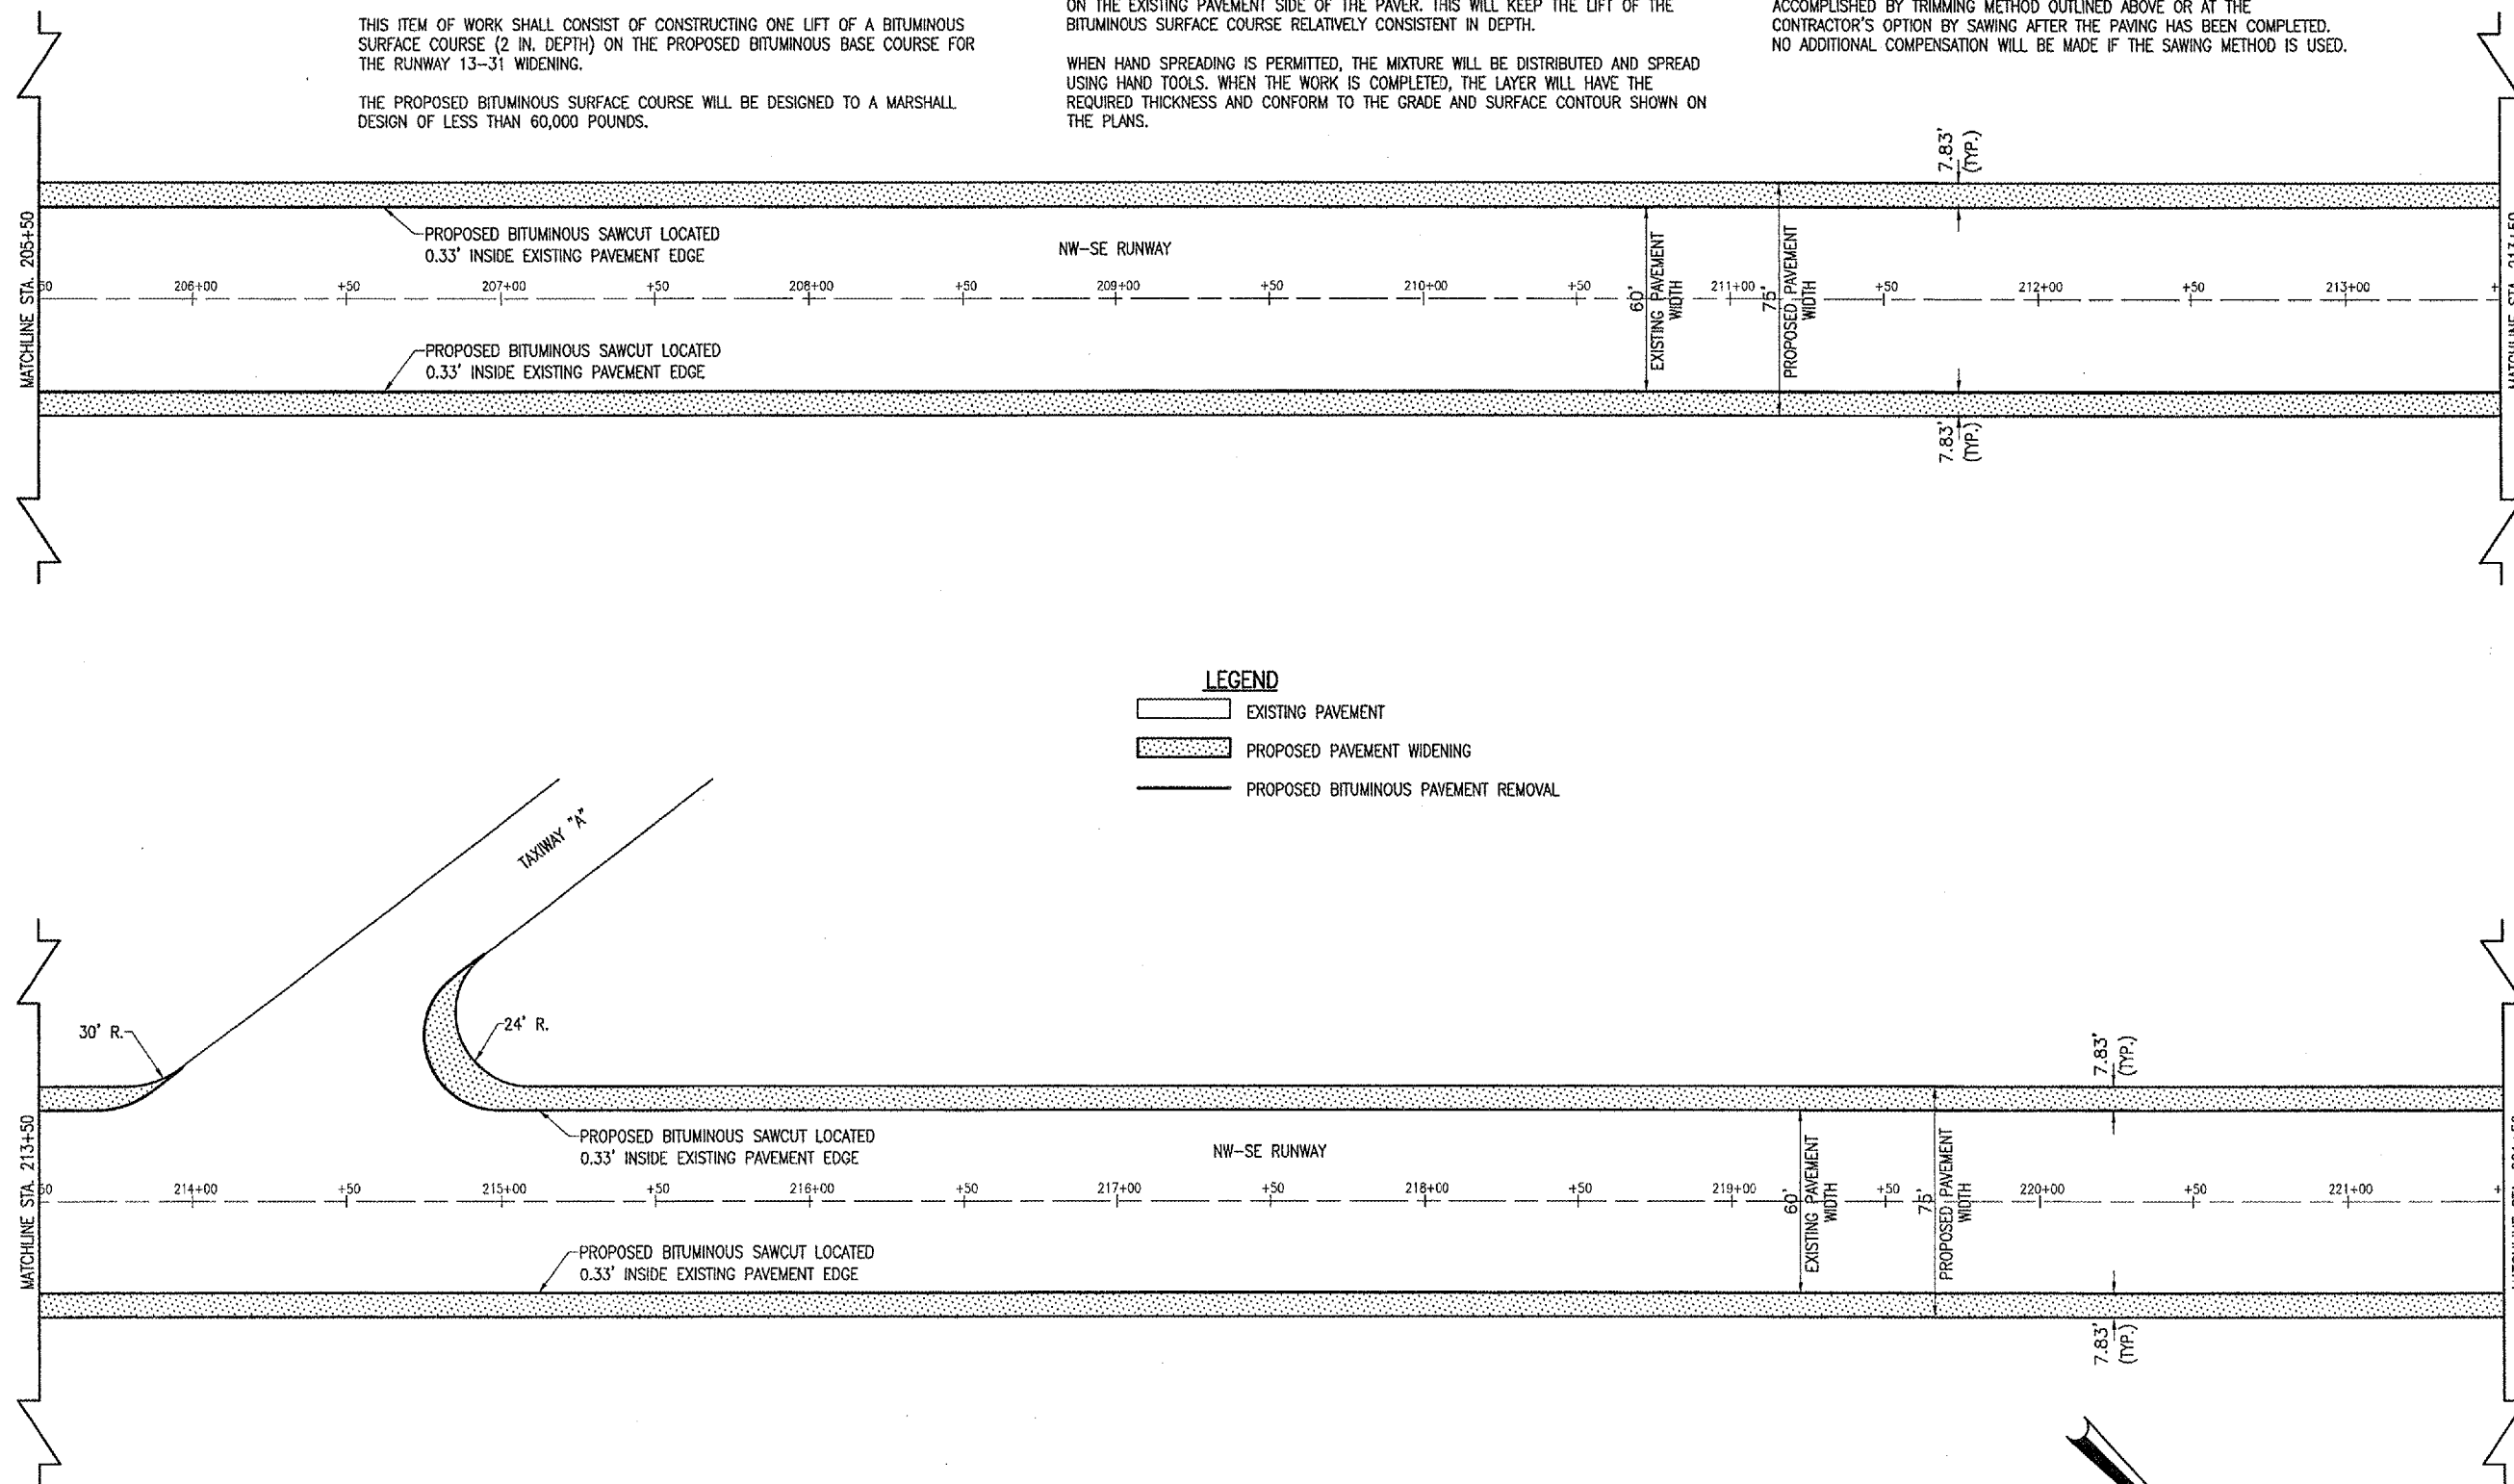 THIS ITEM OF WORK SHALL CONSIST OF CONSTRUCTING ONE LIFT OF A BITUMINOUS
SURFACE COURSE (2 IN. DEPTH) ON THE PROPOSED BITUMINOUS BASE COURSE FOR
THE RUNWAY 13-31 WIDENING.
THE PROPOSED BITUMINOUS SURFACE COURSE WILL BE DESIGNED TO A MARSHALL
DESIGN OF LESS THAN 60,000 POUNDS.
ON THE EXISTING PAVEMENT SIDE OF THE PAVER. THIS WILL KEEP THE LIFT OF THE
BITUMINOUS SURFACE COURSE RELATIVELY CONSISTENT IN DEPTH.
WHEN HAND SPREADING IS PERMITTED, THE MIXTURE WILL BE DISTRIBUTED AND SPREAD
USING HAND TOOLS. WHEN THE WORK IS COMPLETED, THE LAYER WILL HAVE THE
REQUIRED THICKNESS AND CONFORM TO THE GRADE AND SURFACE CONTOUR SHOWN ON
THE PLANS.
ACCOMPLISHED BY TRIMMING METHOD OUTLINED ABOVE OR AT THE
CONTRACTOR'S OPTION BY SAWING AFTER THE PAVING HAS BEEN COMPLETED.
NO ADDITIONAL COMPENSATION WILL BE MADE IF THE SAWING METHOD IS USED.
7.83'
(TYP.)
MATCHLINE STA. 205+50
PROPOSED BITUMINOUS SAWCUT LOCATED
0.33' INSIDE EXISTING PAVEMENT EDGE
NW-SE RUNWAY
50 206+00 +50 207+00 +50 208+00 +50 209+00 +50 210+00 +50 211+00 +50 212+00 +50 213+00 +
60'
EXISTING PAVEMENT
WIDTH
75'
PROPOSED PAVEMENT
WIDTH
MATCHLINE STA. 213+50
PROPOSED BITUMINOUS SAWCUT LOCATED
0.33' INSIDE EXISTING PAVEMENT EDGE
7.83'
(TYP.)
LEGEND
EXISTING PAVEMENT
PROPOSED PAVEMENT WIDENING
PROPOSED BITUMINOUS PAVEMENT REMOVAL
TAXIWAY "A"
30' R.
24' R.
7.83'
(TYP.)
MATCHLINE STA. 213+50
PROPOSED BITUMINOUS SAWCUT LOCATED
0.33' INSIDE EXISTING PAVEMENT EDGE
NW-SE RUNWAY
50 214+00 +50 215+00 +50 216+00 +50 217+00 +50 218+00 +50 219+00 +50 220+00 +50 221+00 +
60'
EXISTING PAVEMENT
WIDTH
75'
PROPOSED PAVEMENT
WIDTH
PROPOSED BITUMINOUS SAWCUT LOCATED
0.33' INSIDE EXISTING PAVEMENT EDGE
7.83'
(TYP.)